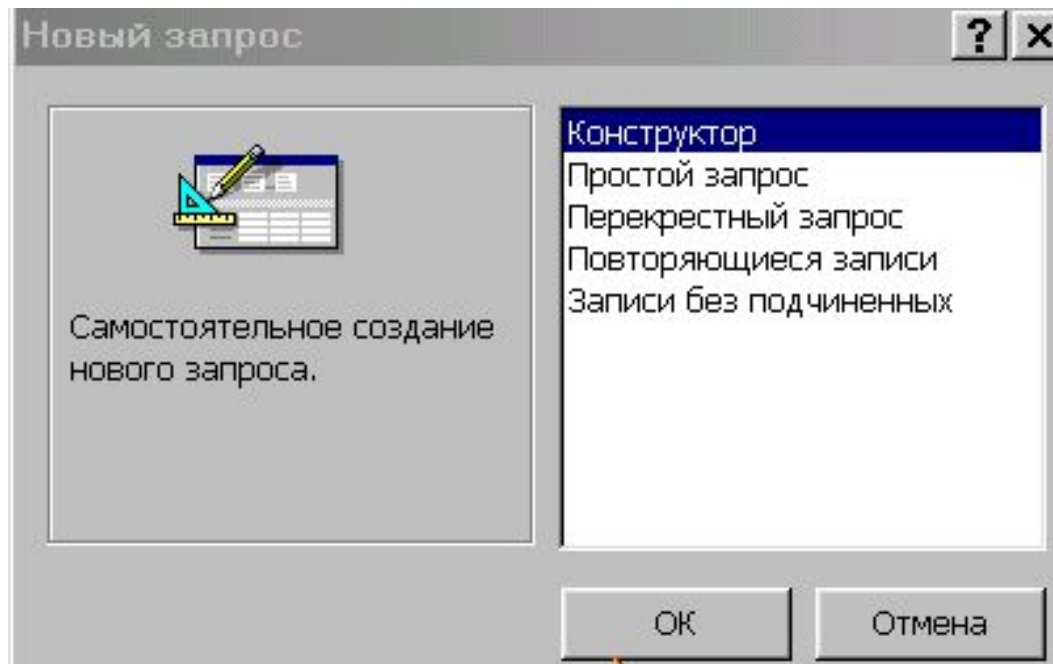 Новый запрос
Конструктор
Простой запрос
Перекрестный запрос
Повторяющиеся записи
Записи без подчиненных
Самостоятельное создание
нового запроса.
ОК
Отмена